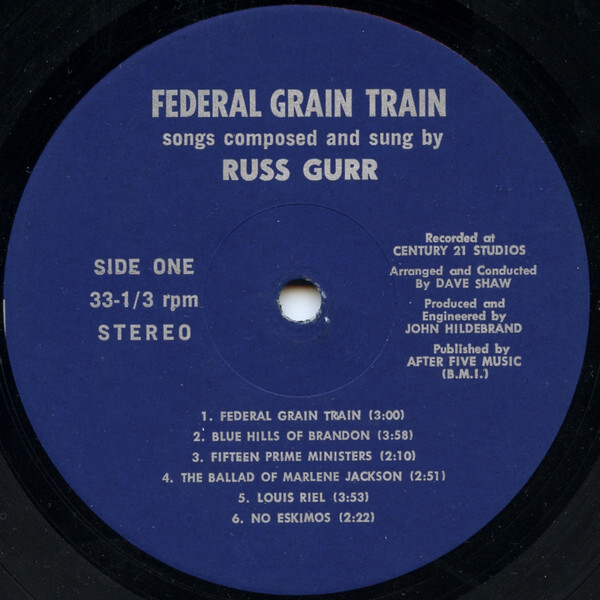 FEDERAL GRAIN TRAIN
songs composed and sung by
RUSS GURR
SIDE ONE
33-1/3 rpm
STEREO
Recorded at
CENTURY 21 STUDIOS
Arranged and Conducted
By DAVE SHAW
Produced and
Engineered by
JOHN HILDEBRAND
Published by
AFTER FIVE MUSIC
(B.M.I.)
1. FEDERAL GRAIN TRAIN (3:00)
2. BLUE HILLS OF BRANDON (3:58)
3. FIFTEEN PRIME MINISTERS (2:10)
4. THE BALLAD OF MARLENE JACKSON (2:51)
5. LOUIS RIEL (3:53)
6. NO ESKIMOS (2:22)